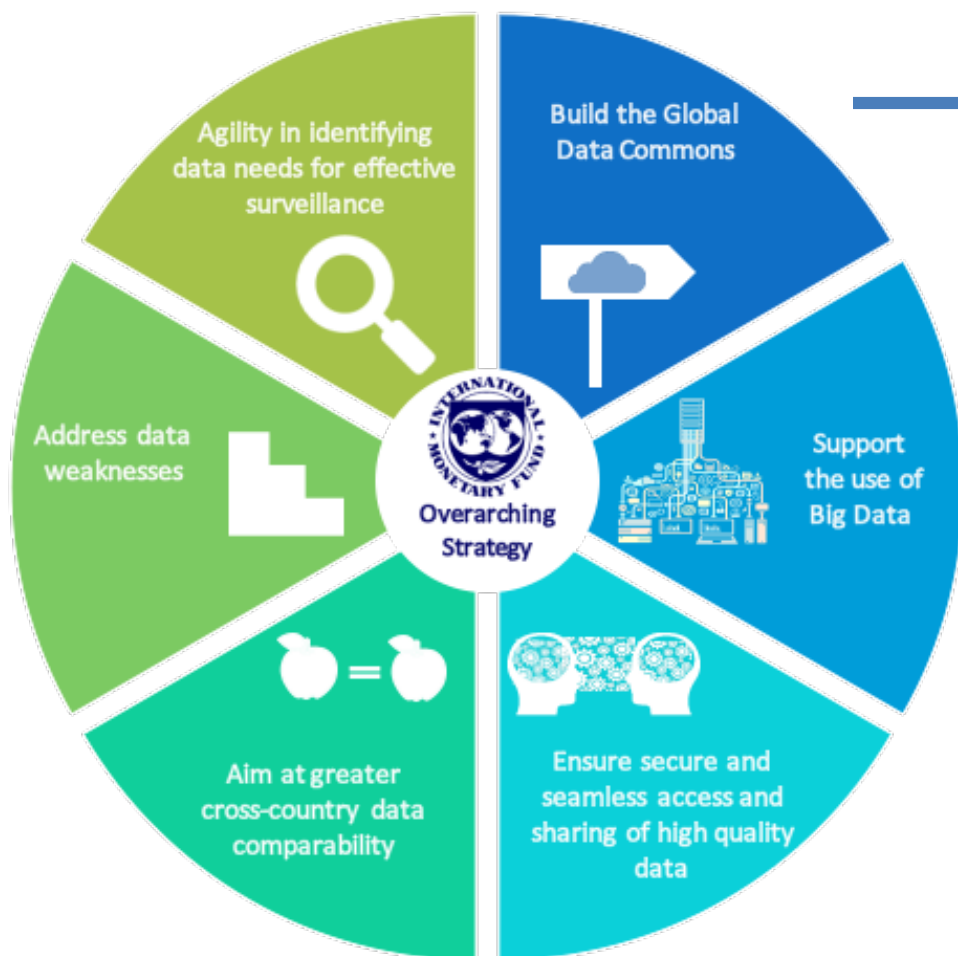 Agility in identifying
data needs for effective
surveillance
Build the Global
Data Commons
Address data
weaknesses
INTERNATIONAL
MONETARY FUND
Overarching
Strategy
Support
the use of
Big Data
Aim at greater
cross-country data
comparability
Ensure secure and
seamless access and
sharing of high quality
data